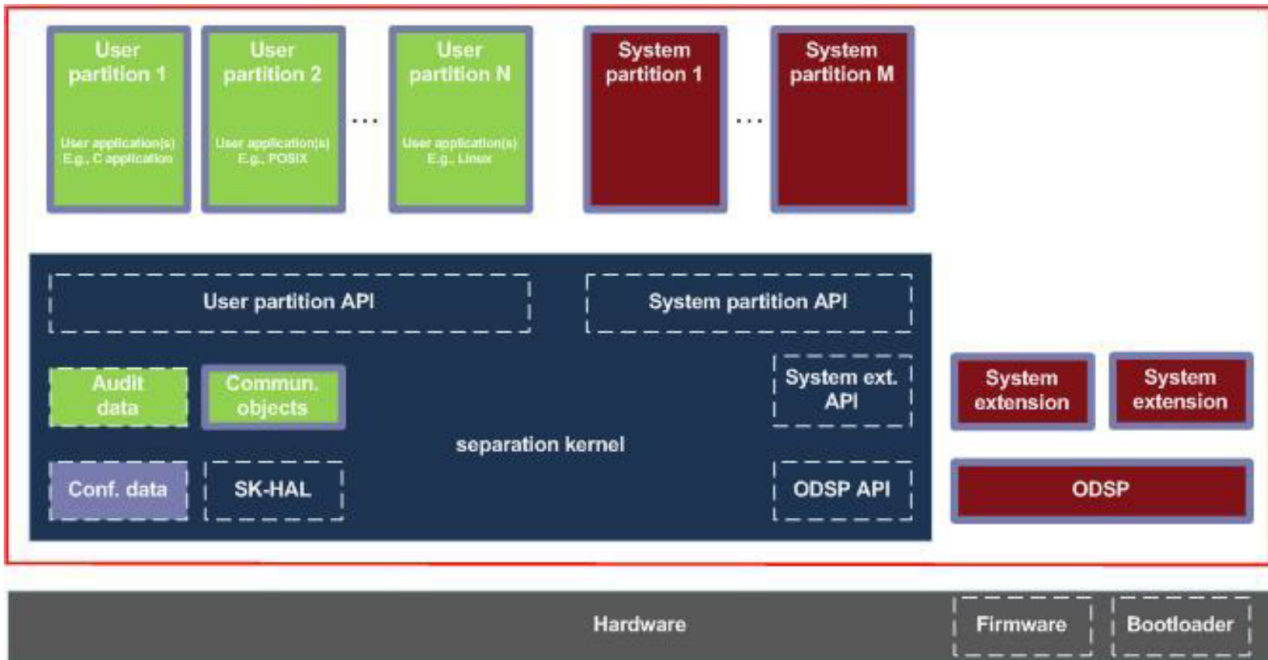 User
partition 1
User application(s)
E.g., C application
User
partition 2
User application(s)
E.g., POSIX
...
User
partition N
User application(s)
E.g., Linux
System
partition 1
...
System
partition M
User partition API
System partition API
Audit
data
Commun.
objects
System ext.
API
System
extension
System
extension
separation kernel
Conf. data
SK-HAL
ODSP API
ODSP
Hardware
Firmware
Bootloader